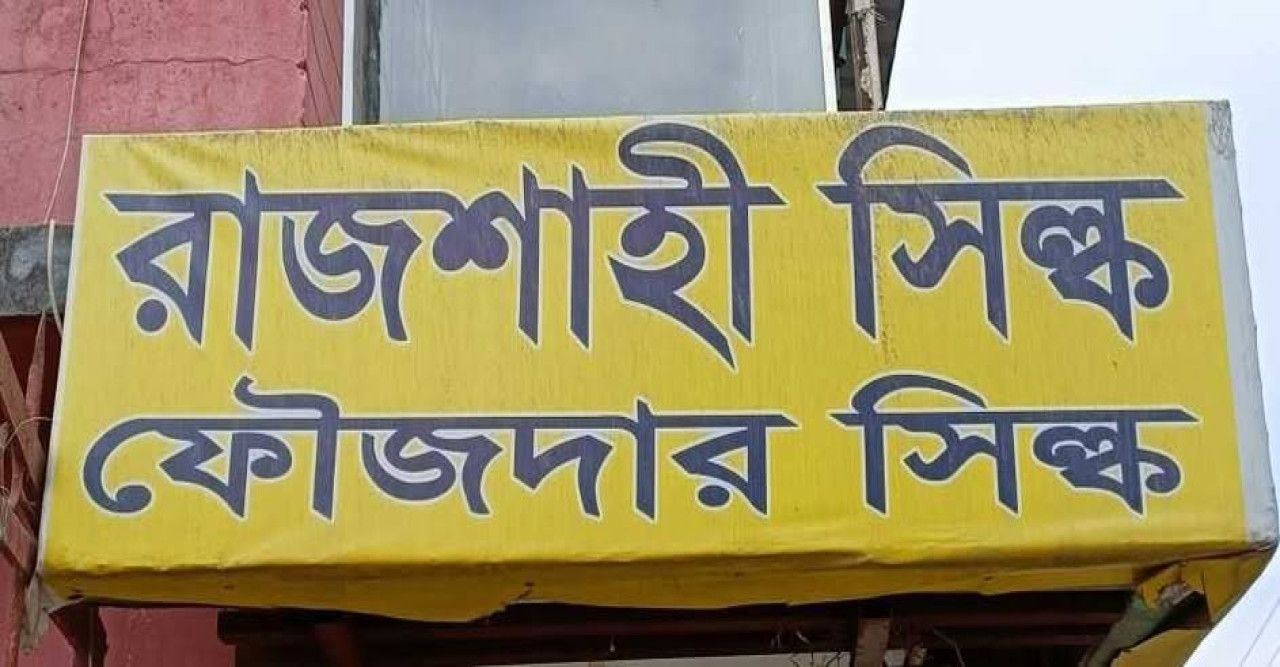 রাজশাহী সিল্ক
ফৌজদার সিল্ক